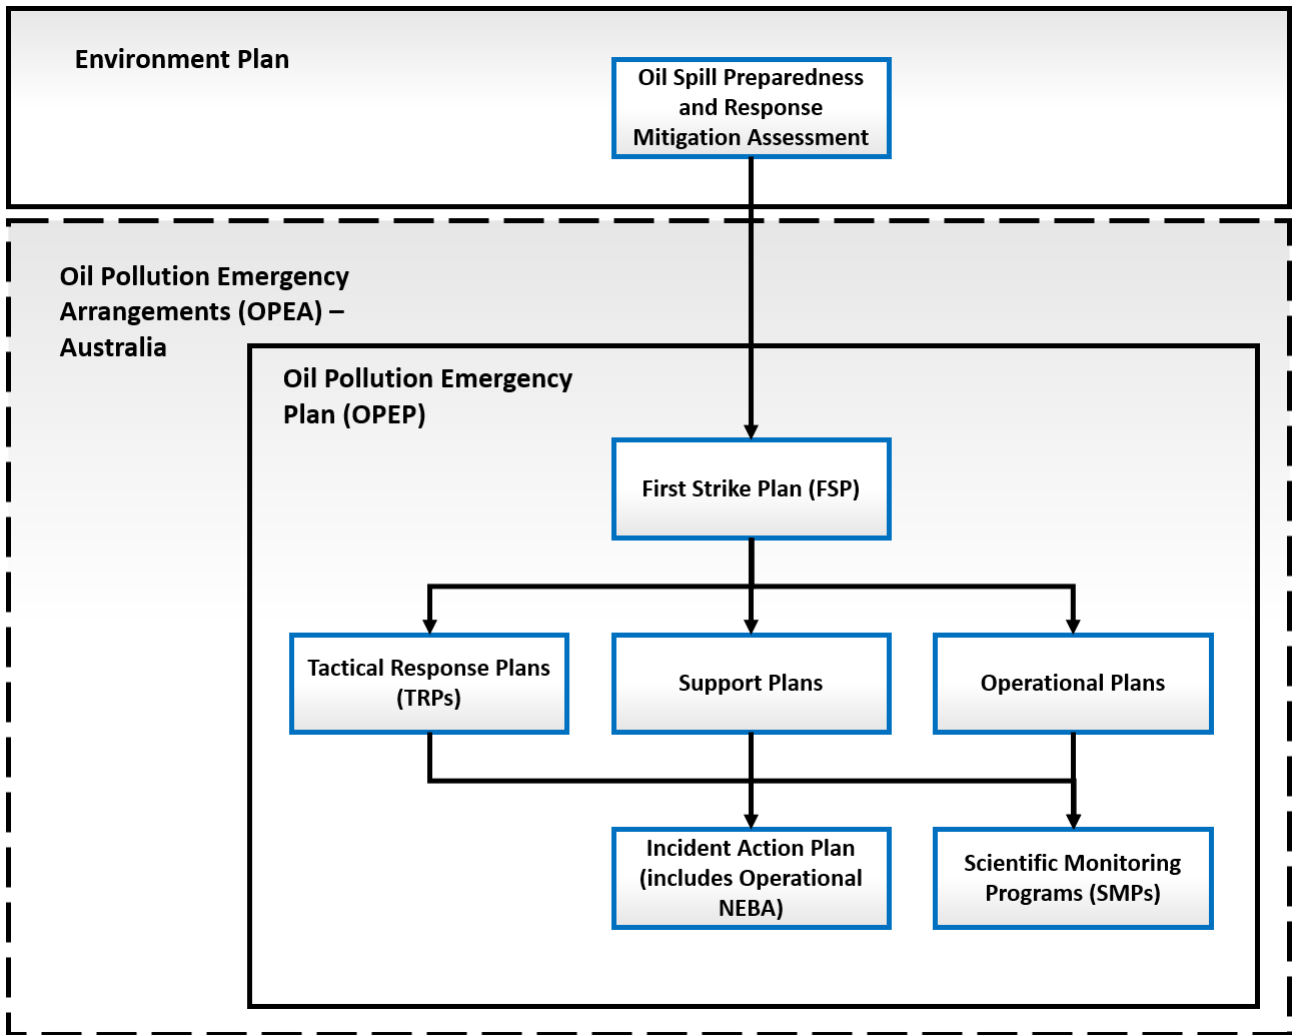 Environment Plan
Oil Spill Preparedness
and Response
Mitigation Assessment
Oil Pollution Emergency
Arrangements (OPEA) –
Australia
Oil Pollution Emergency
Plan (OPEP)
First Strike Plan (FSP)
Tactical Response Plans
(TRPs)
Support Plans
Operational Plans
Incident Action Plan
(includes Operational
NEBA)
Scientific Monitoring
Programs (SMPs)